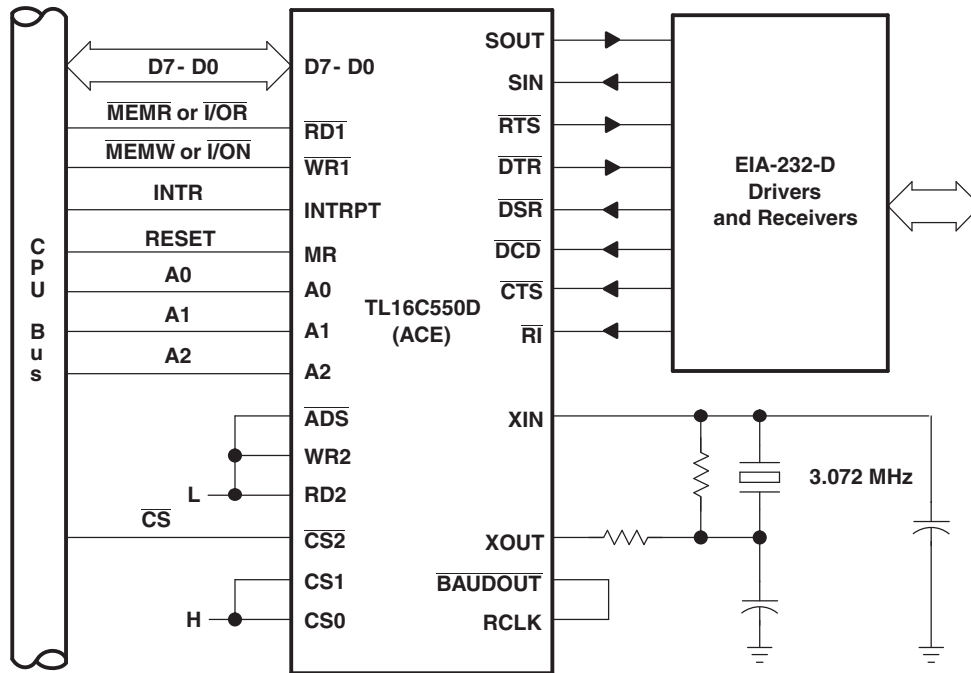 CPU Bus
D7- D0
MEMR or I/OR
MEMW or I/ON
INTR
RESET
A0
A1
A2
L
CS
H
D7- D0
RD1
WR1
INTRPT
MR
A0
A1
A2
ADS
WR2
RD2
CS2
CS1
CS0
TL16C550D
(ACE)
SOUT
SIN
RTS
DTR
DSR
DCD
CTS
RI
XIN
XOUT
BAUDOUT
RCLK
EIA-232-D
Drivers
and Receivers
3.072 MHz